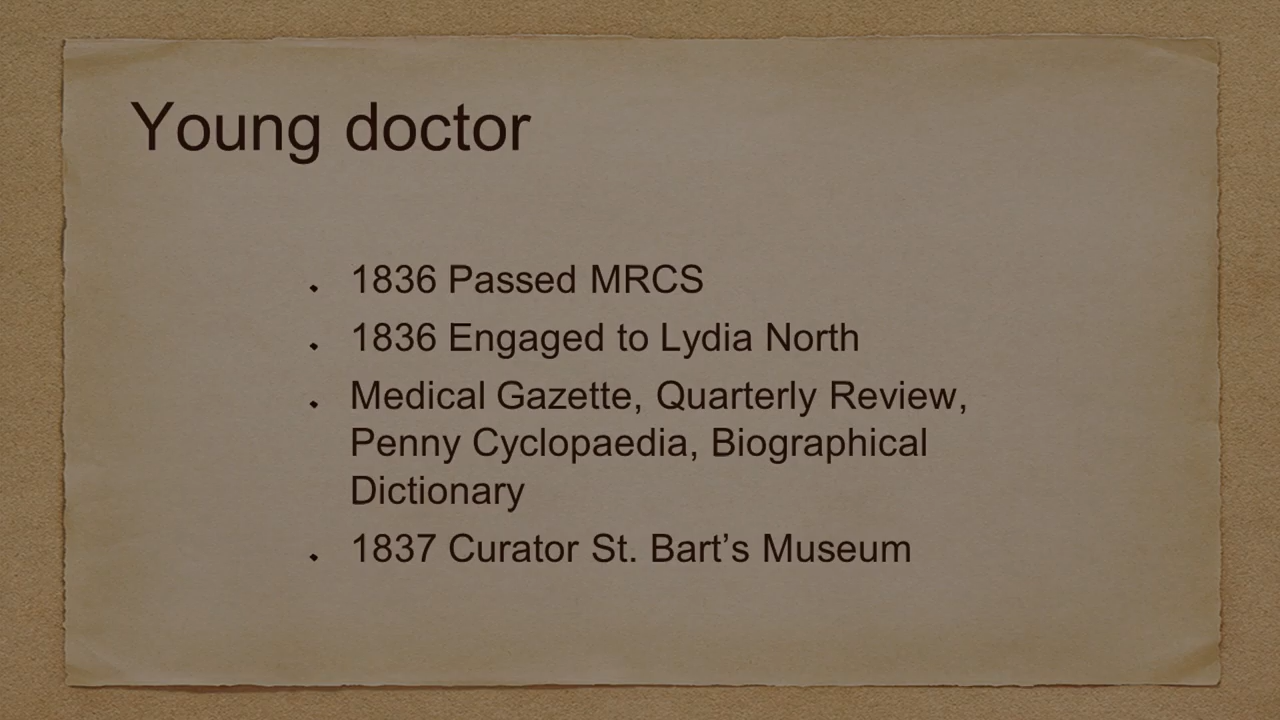 Young doctor
1836 Passed MRCS
1836 Engaged to Lydia North
Medical Gazette, Quarterly Review,
Penny Cyclopaedia, Biographical
Dictionary
1837 Curator St. Bart’s Museum